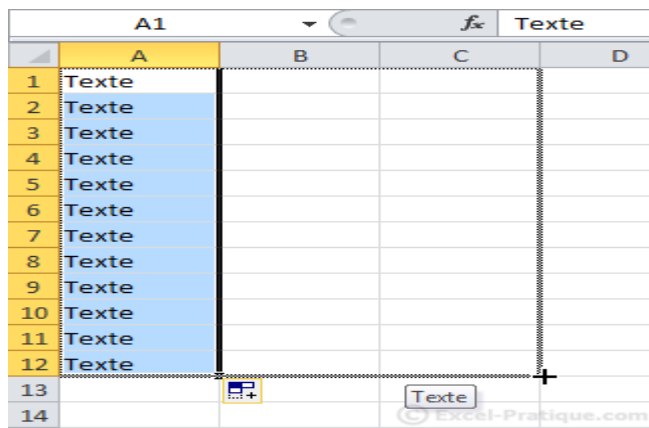 A1 fx Texte
A B C D
1 Texte
2 Texte
3 Texte
4 Texte
5 Texte
6 Texte
7 Texte
8 Texte
9 Texte
10 Texte
11 Texte
12 Texte
13 Texte
14 (C) Excel-Pratique.com